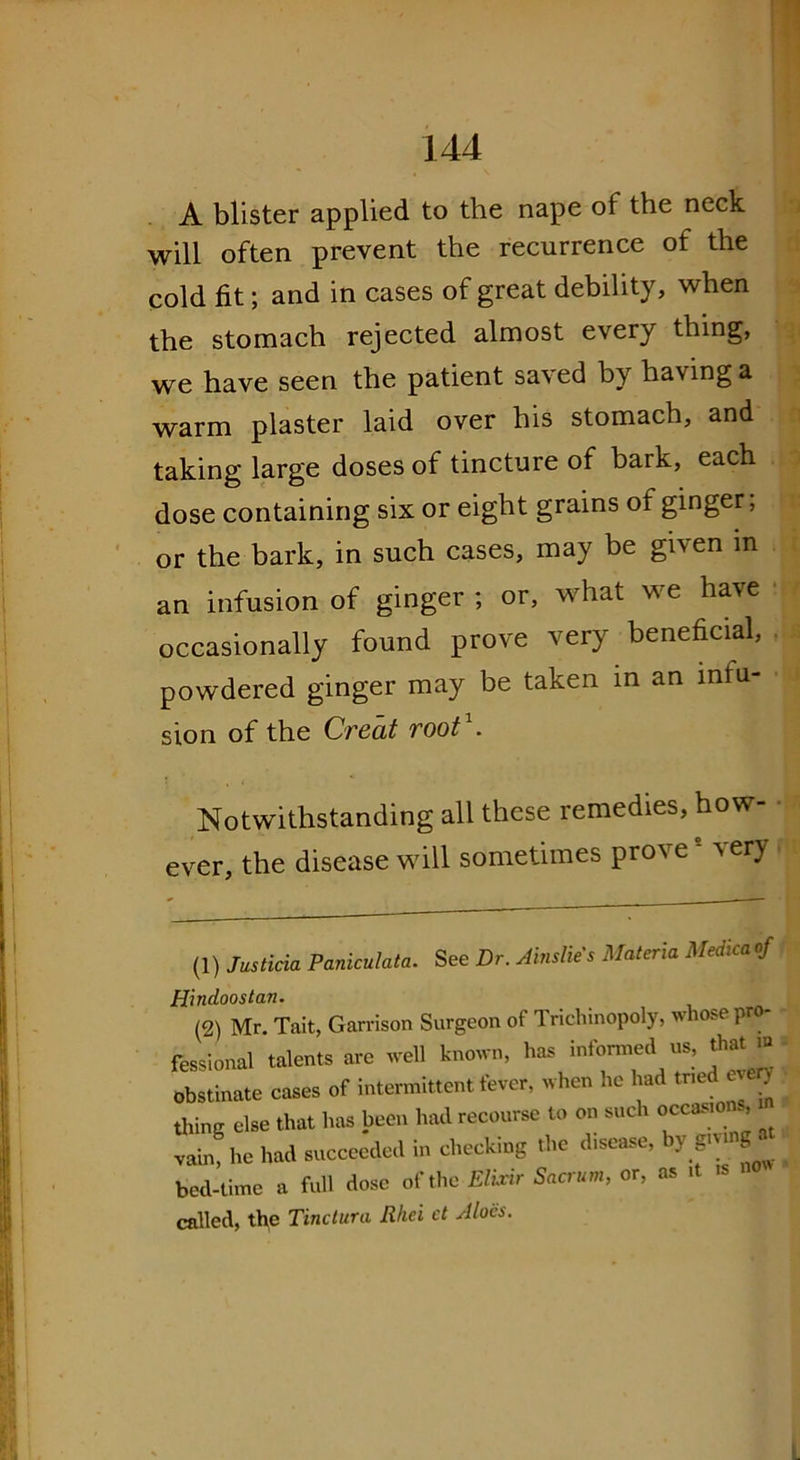 144
A blister applied to the nape of the neck
will often prevent the recurrence of the
cold fit; and in cases of great debility, when
the stomach rejected almost every thing,
we have seen the patient saved by having a
warm plaster laid over his stomach, and
taking large doses of tincture of bark, each
dose containing six or eight grains of ginger;
or the bark, in such cases, may be given in
an infusion of ginger ; or, what we have
occasionally found prove very beneficial,
powdered ginger may be taken in an infu-
sion of the Creāt root¹.
Notwithstanding all these remedies, how-
ever, the disease will sometimes prove² very
(1) Justicia Paniculata. See Dr. Ainslie's Materia Medica of
Hindoostan.
(2) Mr. Tait, Garrison Surgeon of Trichinopoly, whose pro-
fessional talents are well known, has informed us, that in
obstinate cases of intermittent fever, when he had tried every
thing else that has been had recourse to on such occasions, in
vain, he had succeeded in checking the disease, by giving at
bed-time a full dose of the Elixir Sacrum, or, as it is now
called, the Tinctura Rhei et Aloës.